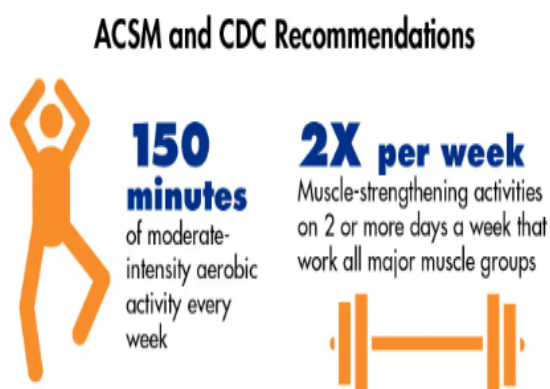 ACSM and CDC Recommendations
150
minutes
of moderate-
intensity aerobic
activity every
week
2X per week
Muscle-strengthening activities
on 2 or more days a week that
work all major muscle groups